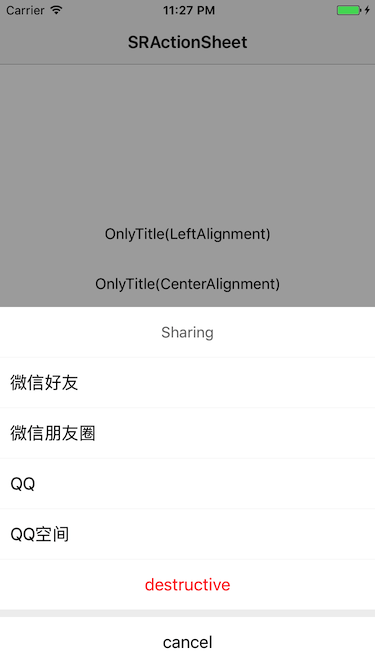 Carrier 11:27 PM
SRActionSheet
OnlyTitle(LeftAlignment)
OnlyTitle(CenterAlignment)
Sharing
微信好友
微信朋友圈
QQ
QQ空间
destructive
cancel